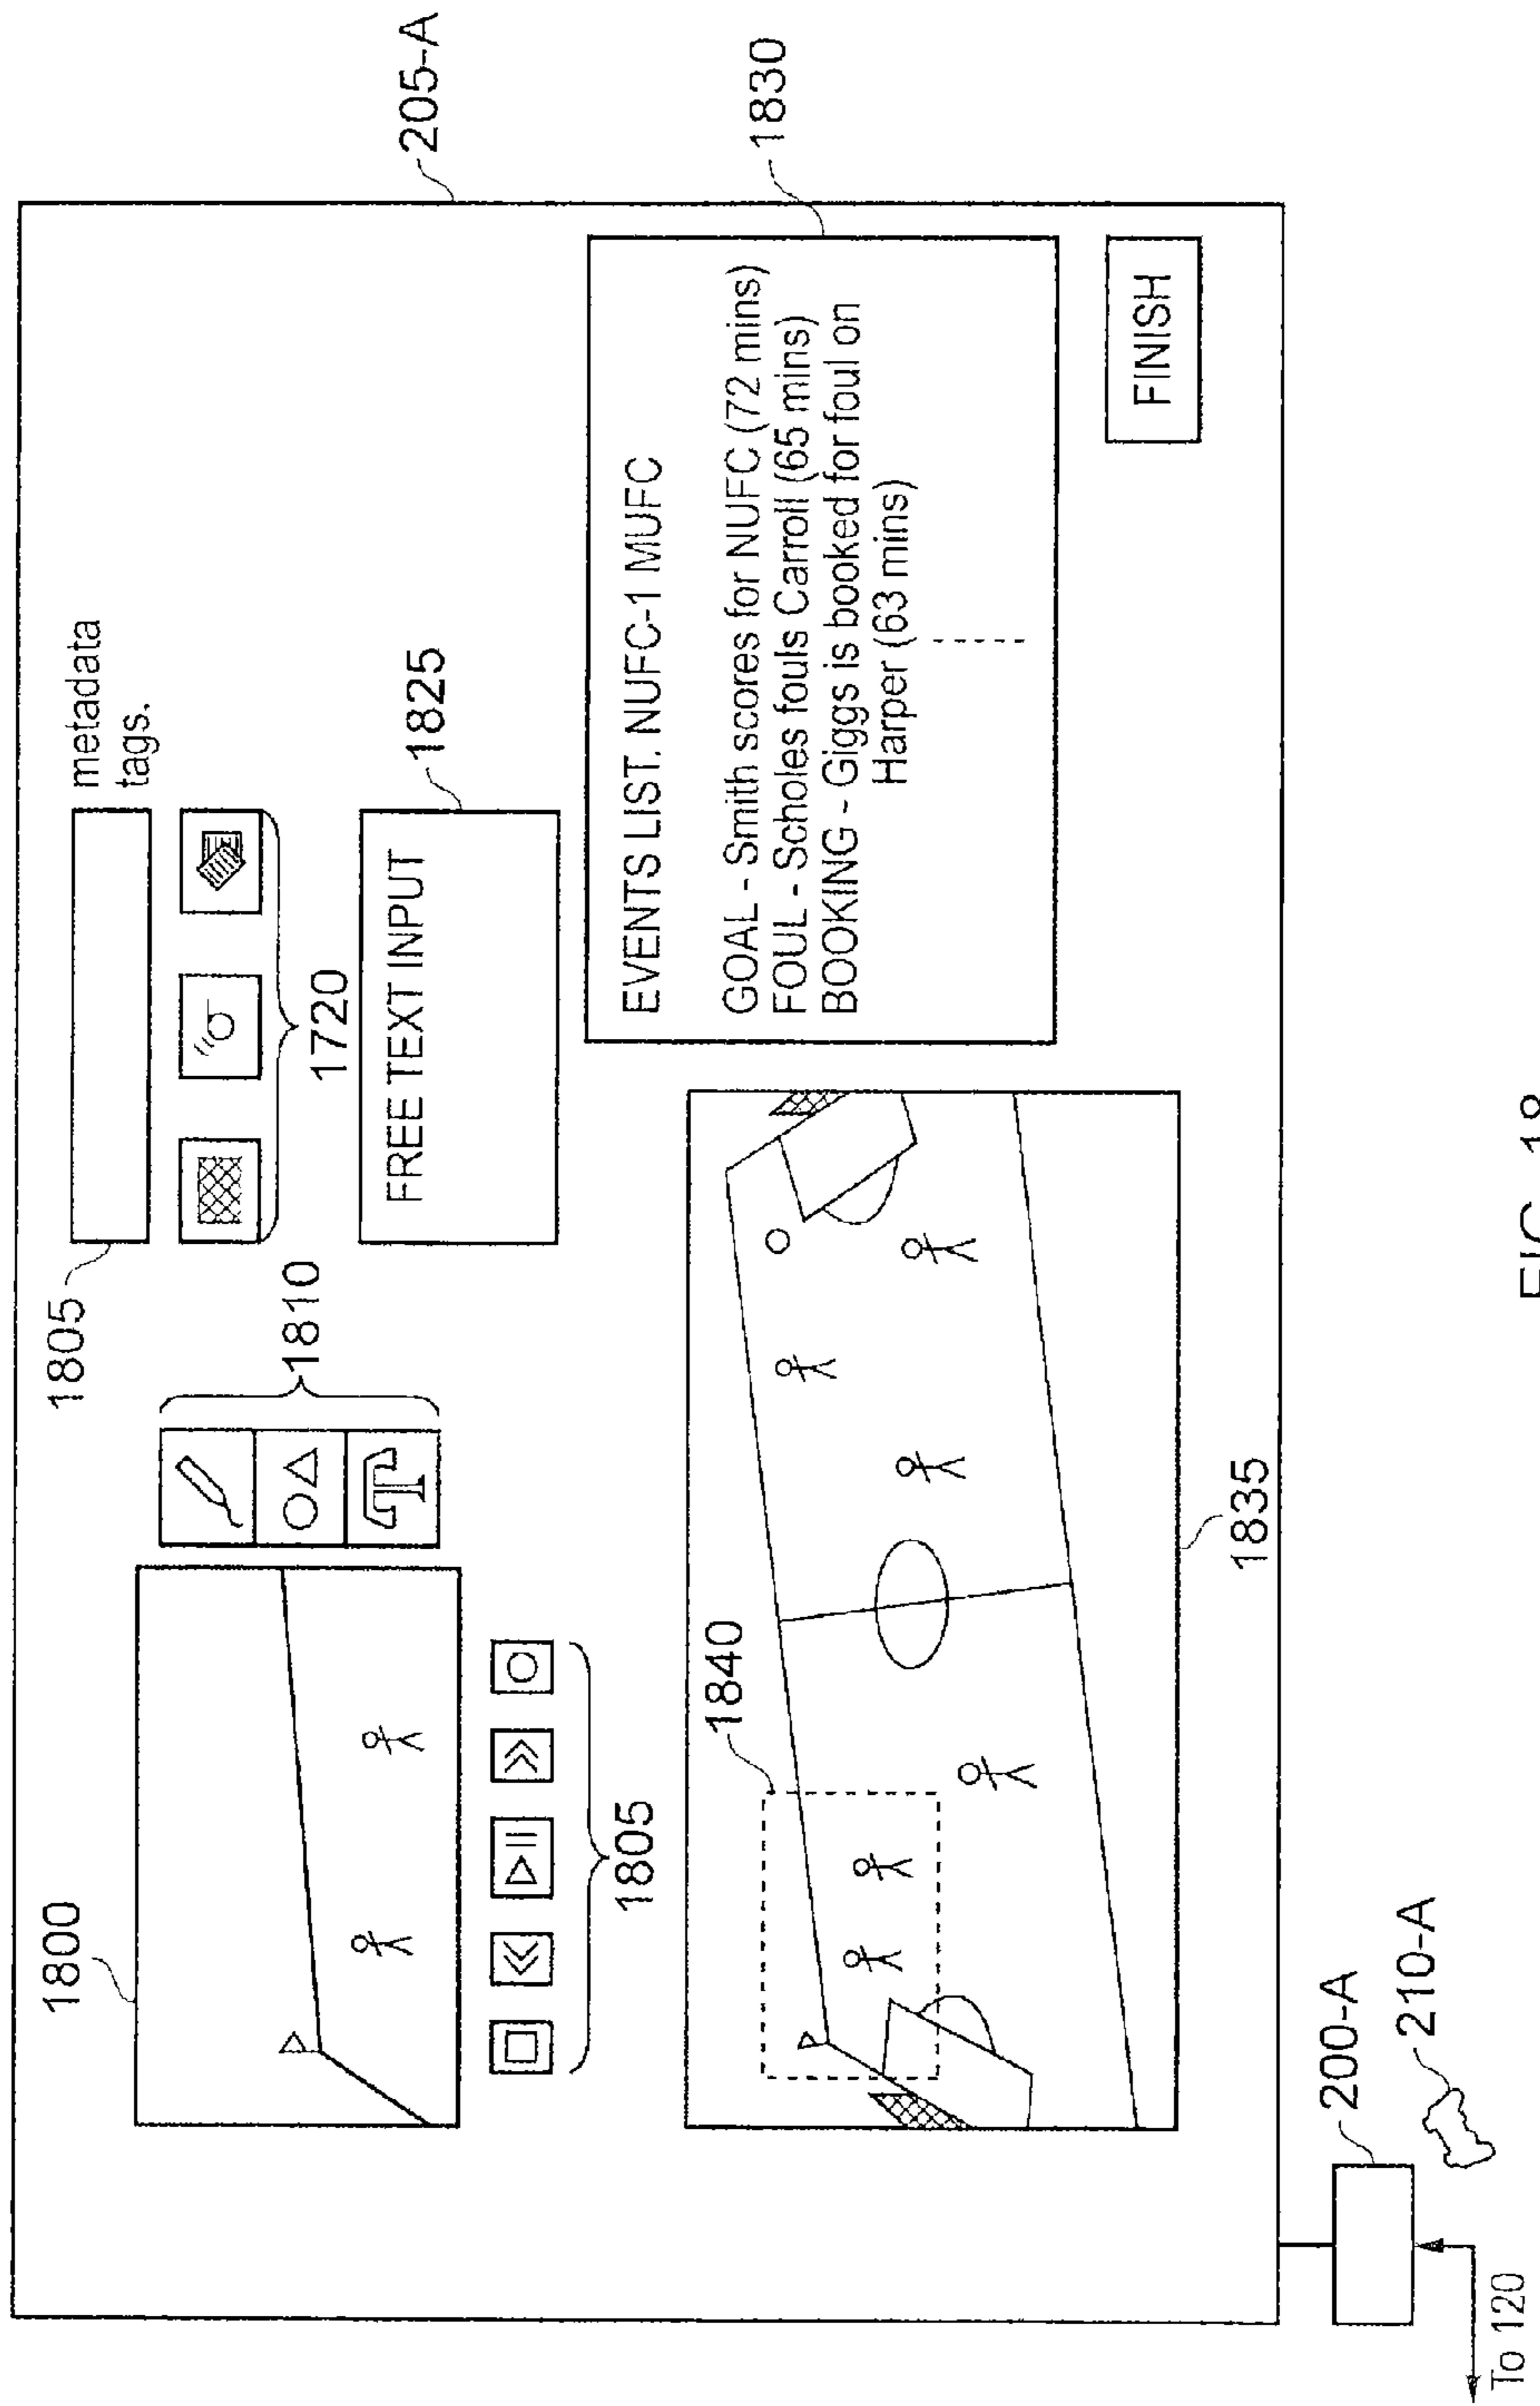 1800
1805
metadata
tags.
205-A
1810
1720
FREE TEXT INPUT
1825
1805
1840
EVENTS LIST. NUFC-1 MUFC
GOAL - Smith scores for NUFC (72 mins)
FOUL - Scholes fouls Carroll (65 mins)
BOOKING - Giggs is booked for foul on
Harper (63 mins)
1830
FINISH
1835
200-A
210-A
To 120